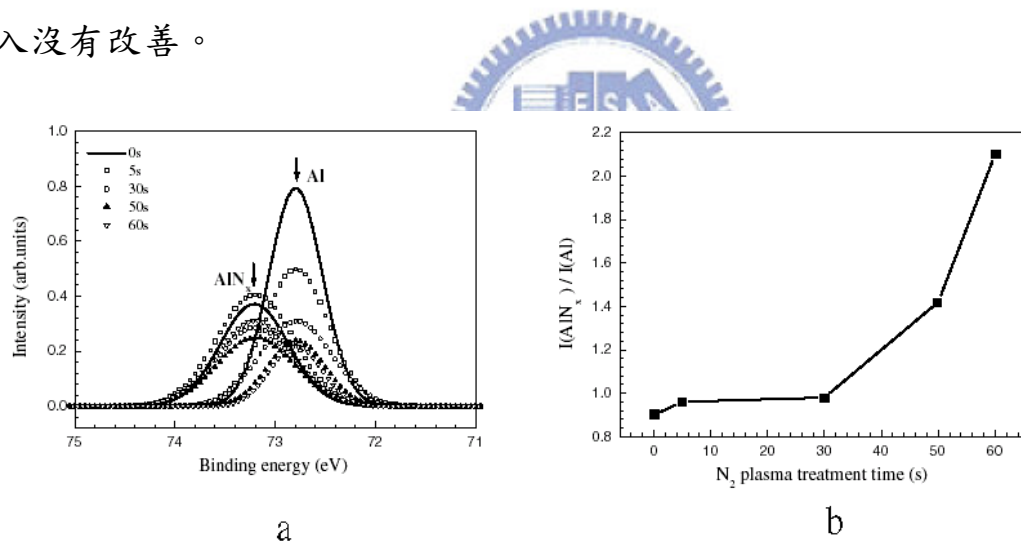 入沒有改善。
E S A
1.0
0.8
0.6
0.4
0.2
0.0
Intensity (arb.units)
0s
5s
30s
50s
60s
Al
AlNx
75 74 73 72 71
Binding energy (eV)
a
2.2
2.0
1.8
1.6
1.4
1.2
1.0
0.8
I(AlNx) / I(Al)
0 10 20 30 40 50 60
N2 plasma treatment time (s)
b